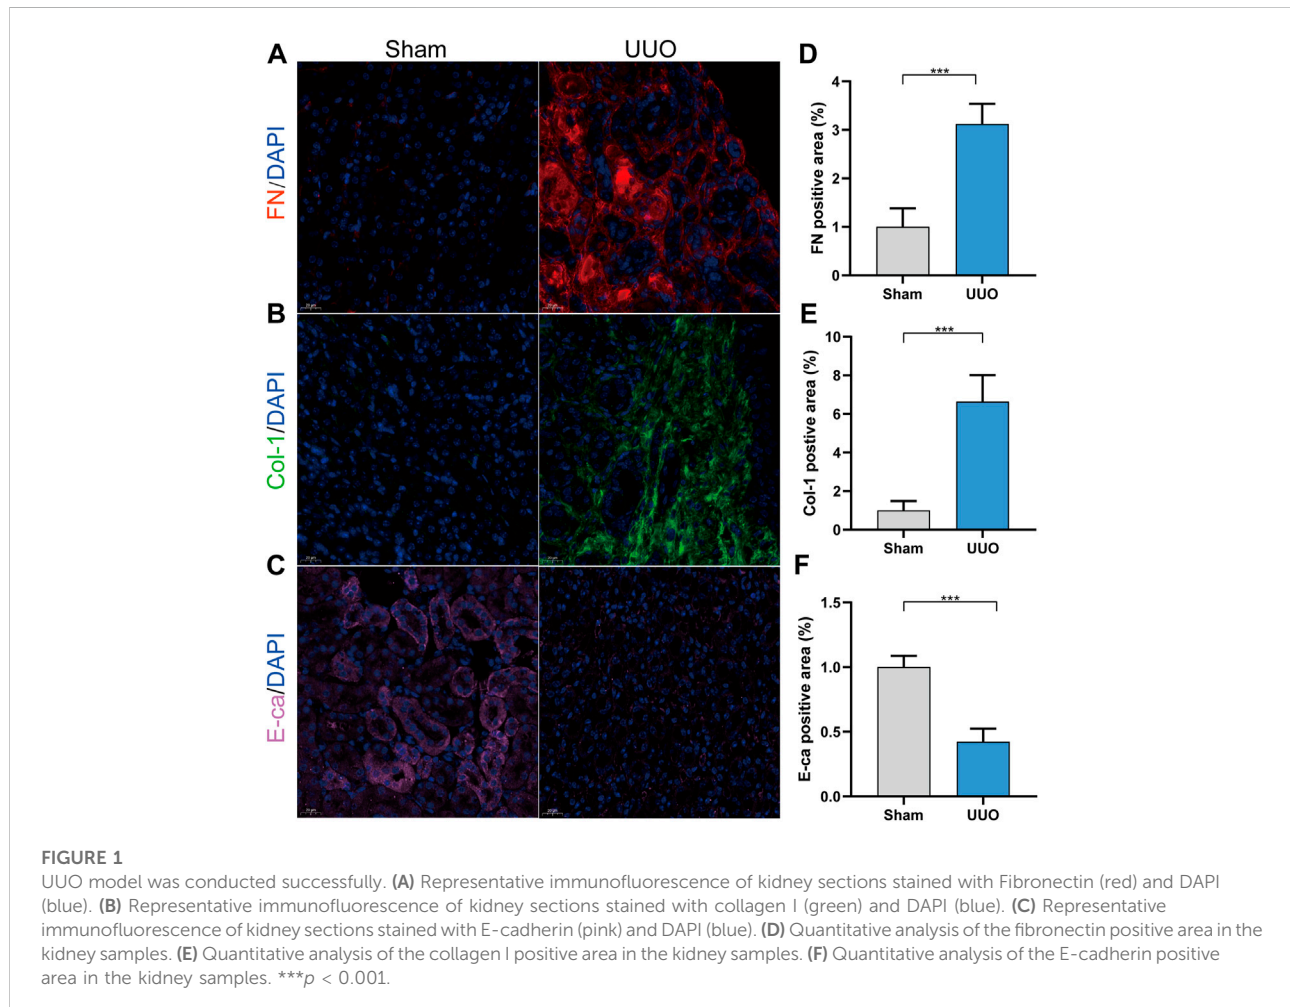 Sham
UUO
A
FN/DAPI
B
Col-1/DAPI
C
E-ca/DAPI
D
***
FN positive area (%)
4
3
2
1
0
Sham
UUO
E
***
Col-1 postive area (%)
10
8
6
4
2
0
Sham
UUO
F
***
E-ca positive area (%)
1.5
1.0
0.5
0.0
Sham
UUO
FIGURE 1
UUO model was conducted successfully. (A) Representative immunofluorescence of kidney sections stained with Fibronectin (red) and DAPI
(blue). (B) Representative immunofluorescence of kidney sections stained with collagen I (green) and DAPI (blue). (C) Representative
immunofluorescence of kidney sections stained with E-cadherin (pink) and DAPI (blue). (D) Quantitative analysis of the fibronectin positive area in the
kidney samples. (E) Quantitative analysis of the collagen I positive area in the kidney samples. (F) Quantitative analysis of the E-cadherin positive
area in the kidney samples. ***p < 0.001.